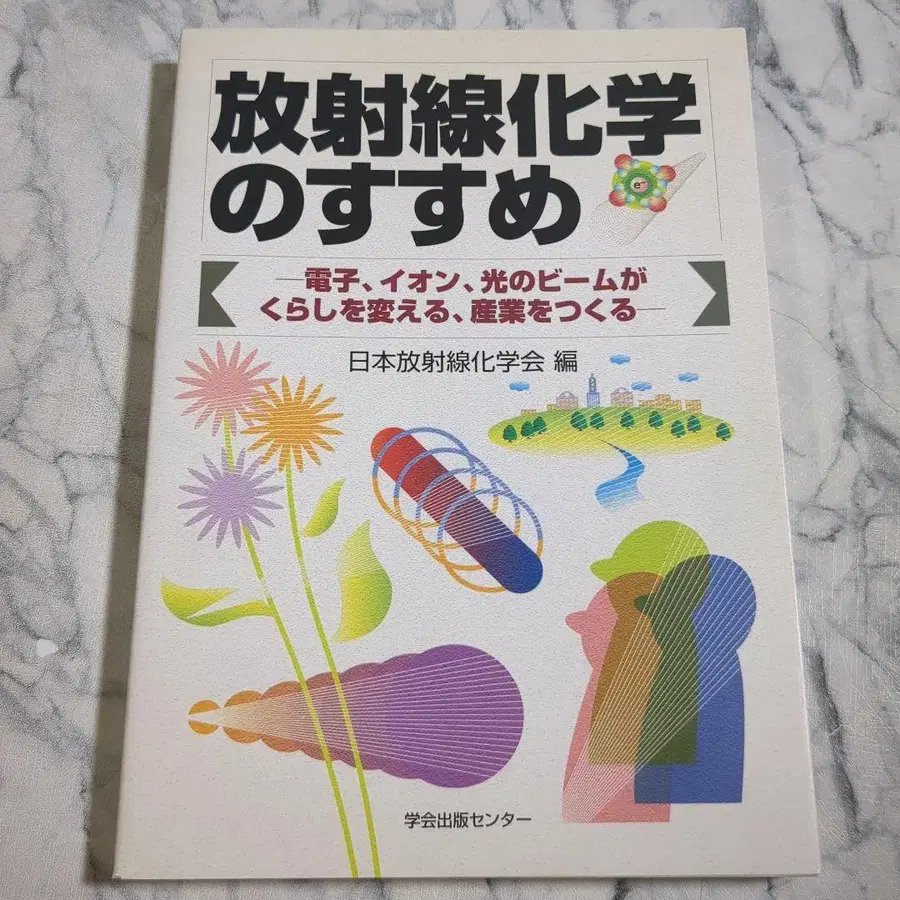 放射線化学
のすすめ
e⁻
―電子、イオン、光のビームが
くらしを変える、産業をつくる―
日本放射線化学会 編
学会出版センター